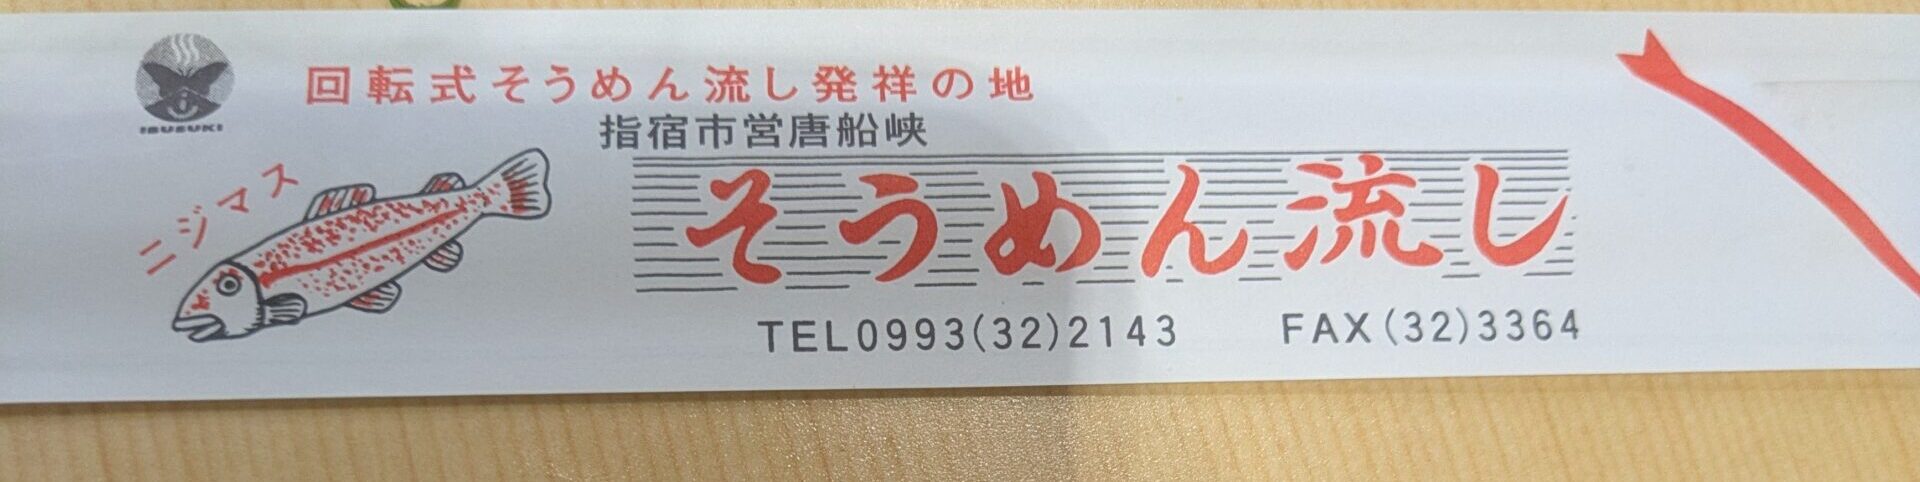 IBUSUKI
回転式そうめん流し発祥の地
指宿市営唐船峡
ニジマス
そうめん流し
TEL0993(32)2143 FAX(32)3364